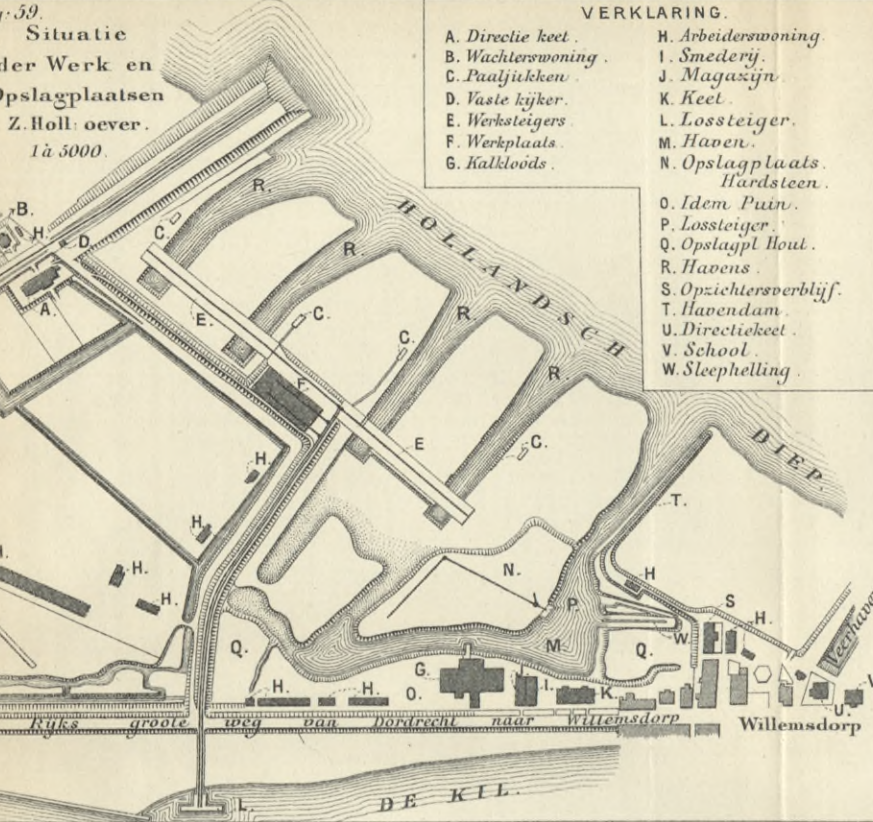 59.
Situatie
der Werk en
Opslagplaatsen
Z. Holl: oever.
1 à 5000.
VERKLARING.
A. Directie keet.
B. Wachterswoning.
C. Paaljukken.
D. Vaste kijker.
E. Werksteigers
F. Werkplaats.
G. Kalkloods.
H. Arbeiderswoning.
I. Smederij.
J. Magazijn.
K. Keet.
L. Lossteiger.
M. Haven.
N. Opslagplaats.
Hardsteen.
O. Idem Puin.
P. Lossteiger.
Q. Opslagpl Hout.
R. Havens.
S. Opzichtersverblijf.
T. Havendam.
U. Directiekeet.
V. School.
W. Sleephelling.
HOLLANDSCH
DIEP.
B.
H.
D.
A.
C.
R.
R.
R.
R.
E.
C.
C.
F.
E
C.
T.
H.
H.
H.
H.
N.
P.
M.
H
S
H.
W.
Q.
Q.
G.
H.
H.
O.
I.
K.
U.
V
Veerhaven
Rijks groote weg van Dordrecht naar Willemsdorp
Willemsdorp
L.
DE KIL.